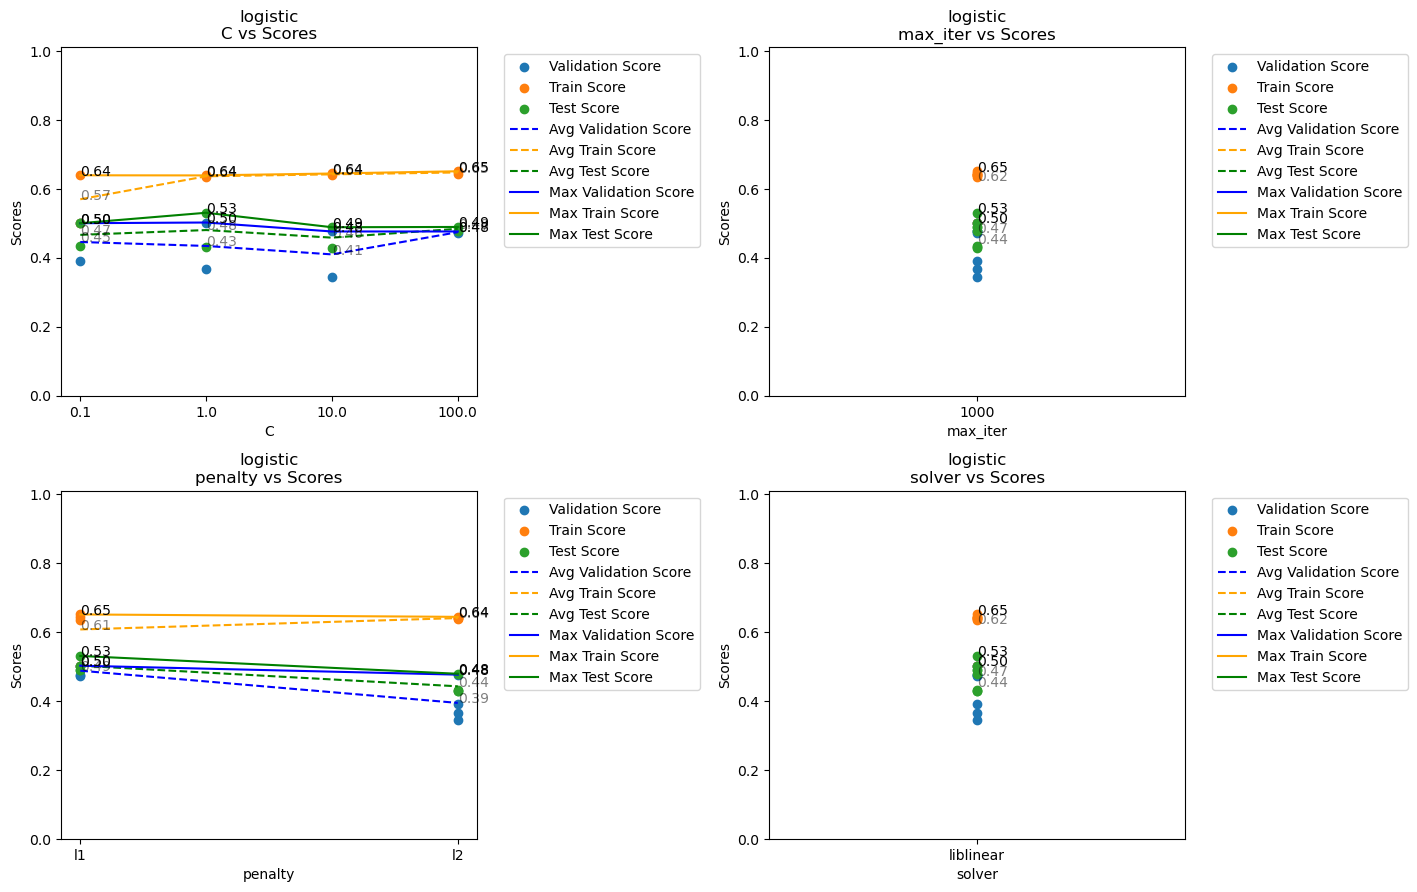 logistic
C vs Scores
1.0
0.8
0.6
0.4
0.2
0.0
Scores
0.64
0.57
0.50
0.47
0.45
0.64
0.53
0.50
0.48
0.43
0.64
0.49
0.48
0.41
0.65
0.49
0.48
0.1 1.0 10.0 100.0
C
Validation Score
Train Score
Test Score
Avg Validation Score
Avg Train Score
Avg Test Score
Max Validation Score
Max Train Score
Max Test Score
logistic
max_iter vs Scores
1.0
0.8
0.6
0.4
0.2
0.0
Scores
0.65
0.62
0.53
0.50
0.47
0.44
1000
max_iter
Validation Score
Train Score
Test Score
Avg Validation Score
Avg Train Score
Avg Test Score
Max Validation Score
Max Train Score
Max Test Score
logistic
penalty vs Scores
1.0
0.8
0.6
0.4
0.2
0.0
Scores
0.65
0.61
0.53
0.50
0.64
0.48
0.44
0.39
l1 l2
penalty
Validation Score
Train Score
Test Score
Avg Validation Score
Avg Train Score
Avg Test Score
Max Validation Score
Max Train Score
Max Test Score
logistic
solver vs Scores
1.0
0.8
0.6
0.4
0.2
0.0
Scores
0.65
0.62
0.53
0.50
0.47
0.44
liblinear
solver
Validation Score
Train Score
Test Score
Avg Validation Score
Avg Train Score
Avg Test Score
Max Validation Score
Max Train Score
Max Test Score